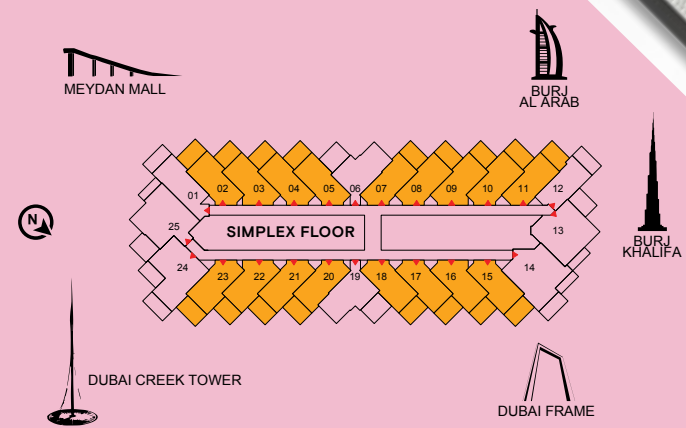 MEYDAN MALL
BURJ
AL ARAB
BURJ
KHALIFA
N
01
02
03
04
05
06
07
08
09
10
11
12
13
25
SIMPLEX FLOOR
24
23
22
21
20
19
18
17
16
15
14
DUBAI CREEK TOWER
DUBAI FRAME